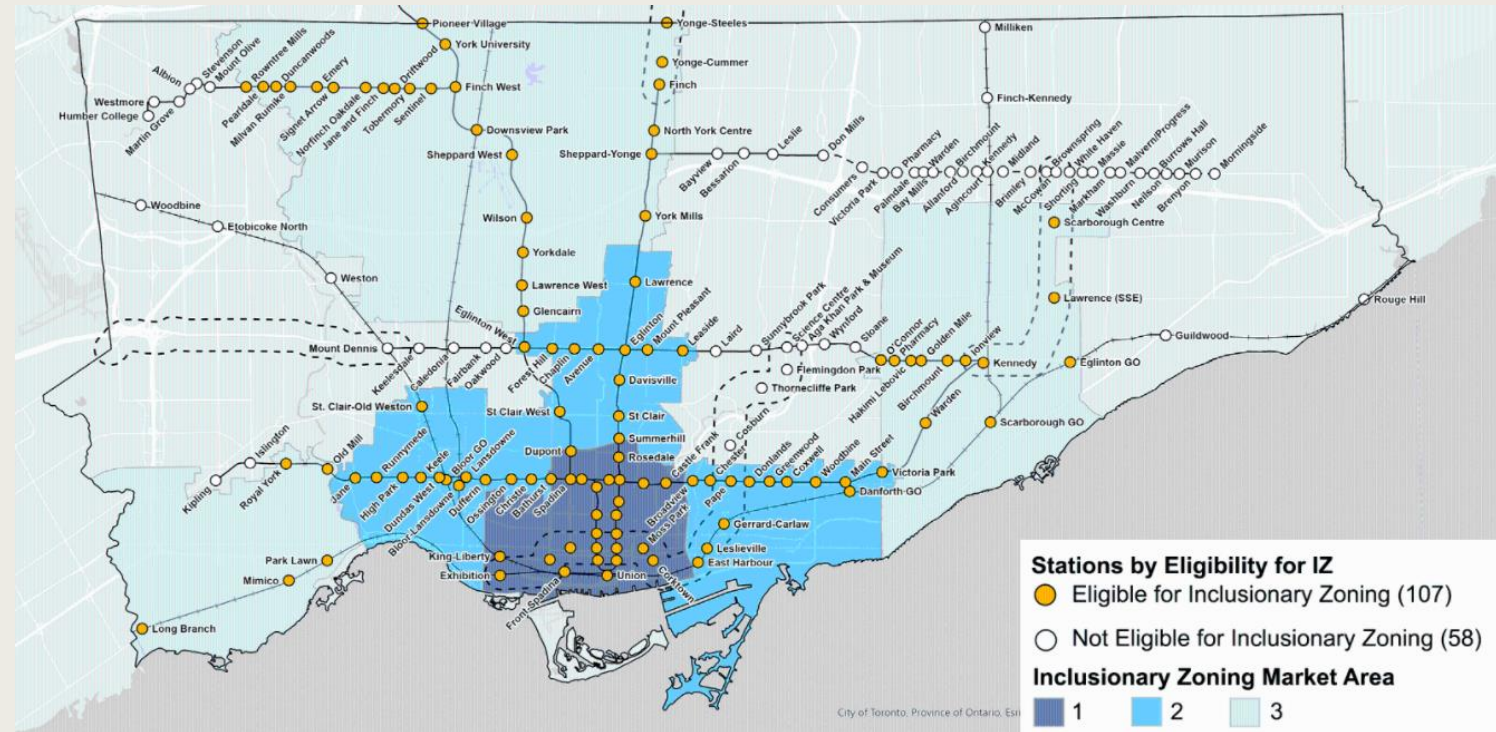 Pioneer Village
Yonge-Steeles
Milliken
York University
Yonge-Cummer
Finch
Finch-Kennedy
Albion
Stevenson
Mount Olive
Rowntree Mills
Duncanwoods
Emery
Driftwood
Finch West
Westmore
Humber College
Martin Grove
Pearldale
Milvan Rumike
Signet Arrow
Norfinch Oakdale
Jane and Finch
Tobermory
Sentinel
Downsview Park
North York Centre
Sheppard West
Sheppard-Yonge
Bayview
Bessarion
Leslie
Don Mills
Consumers
Victoria Park
Pharmacy
Palmdale
Warden
Bay Mills
Birchmount
Allanford
Kennedy
Agincourt
Midland
Brimley
Brownspring
McCowan
White Haven
Shorting
Massie
Markham
Malvern/Progress
Washburn
Burrows Hall
Neilson
Murison
Brenyon
Morningside
Woodbine
Etobicoke North
Wilson
York Mills
Scarborough Centre
Yorkdale
Weston
Lawrence West
Lawrence
Lawrence (SSE)
Rouge Hill
Glencairn
Guildwood
Mount Dennis
Keelesdale
Caledonia
Fairbank
Oakwood
Eglinton West
Forest Hill
Chaplin
Avenue
Eglinton
Mount Pleasant
Leaside
Laird
Sunnybrook Park
Science Centre
Aga Khan Park & Museum
Wynford
Sloane
O'Connor
Pharmacy
Hakimi Lebovic
Golden Mile
Birchmount
Ionview
Kennedy
Eglinton GO
Flemingdon Park
Thorncliffe Park
Davisville
St. Clair-Old Weston
St Clair West
St Clair
Warden
Scarborough GO
Summerhill
Cosburn
Dupont
Rosedale
Castle Frank
Chester
Donlands
Greenwood
Coxwell
Woodbine
Main Street
Victoria Park
Danforth GO
Islington
Kipling
Royal York
Old Mill
Jane
Runnymede
High Park
Keele
Dundas West
Bloor GO
Bloor-Lansdowne
Lansdowne
Dufferin
Ossington
Christie
Bathurst
Spadina
Broadview
Pape
Moss Park
Gerrard-Carlaw
Leslieville
East Harbour
King-Liberty
Exhibition
Front-Spadina
Union
Corktown
Park Lawn
Mimico
Long Branch
Stations by Eligibility for IZ
Eligible for Inclusionary Zoning (107)
Not Eligible for Inclusionary Zoning (58)
Inclusionary Zoning Market Area
1 2 3
City of Toronto, Province of Ontario, Esri